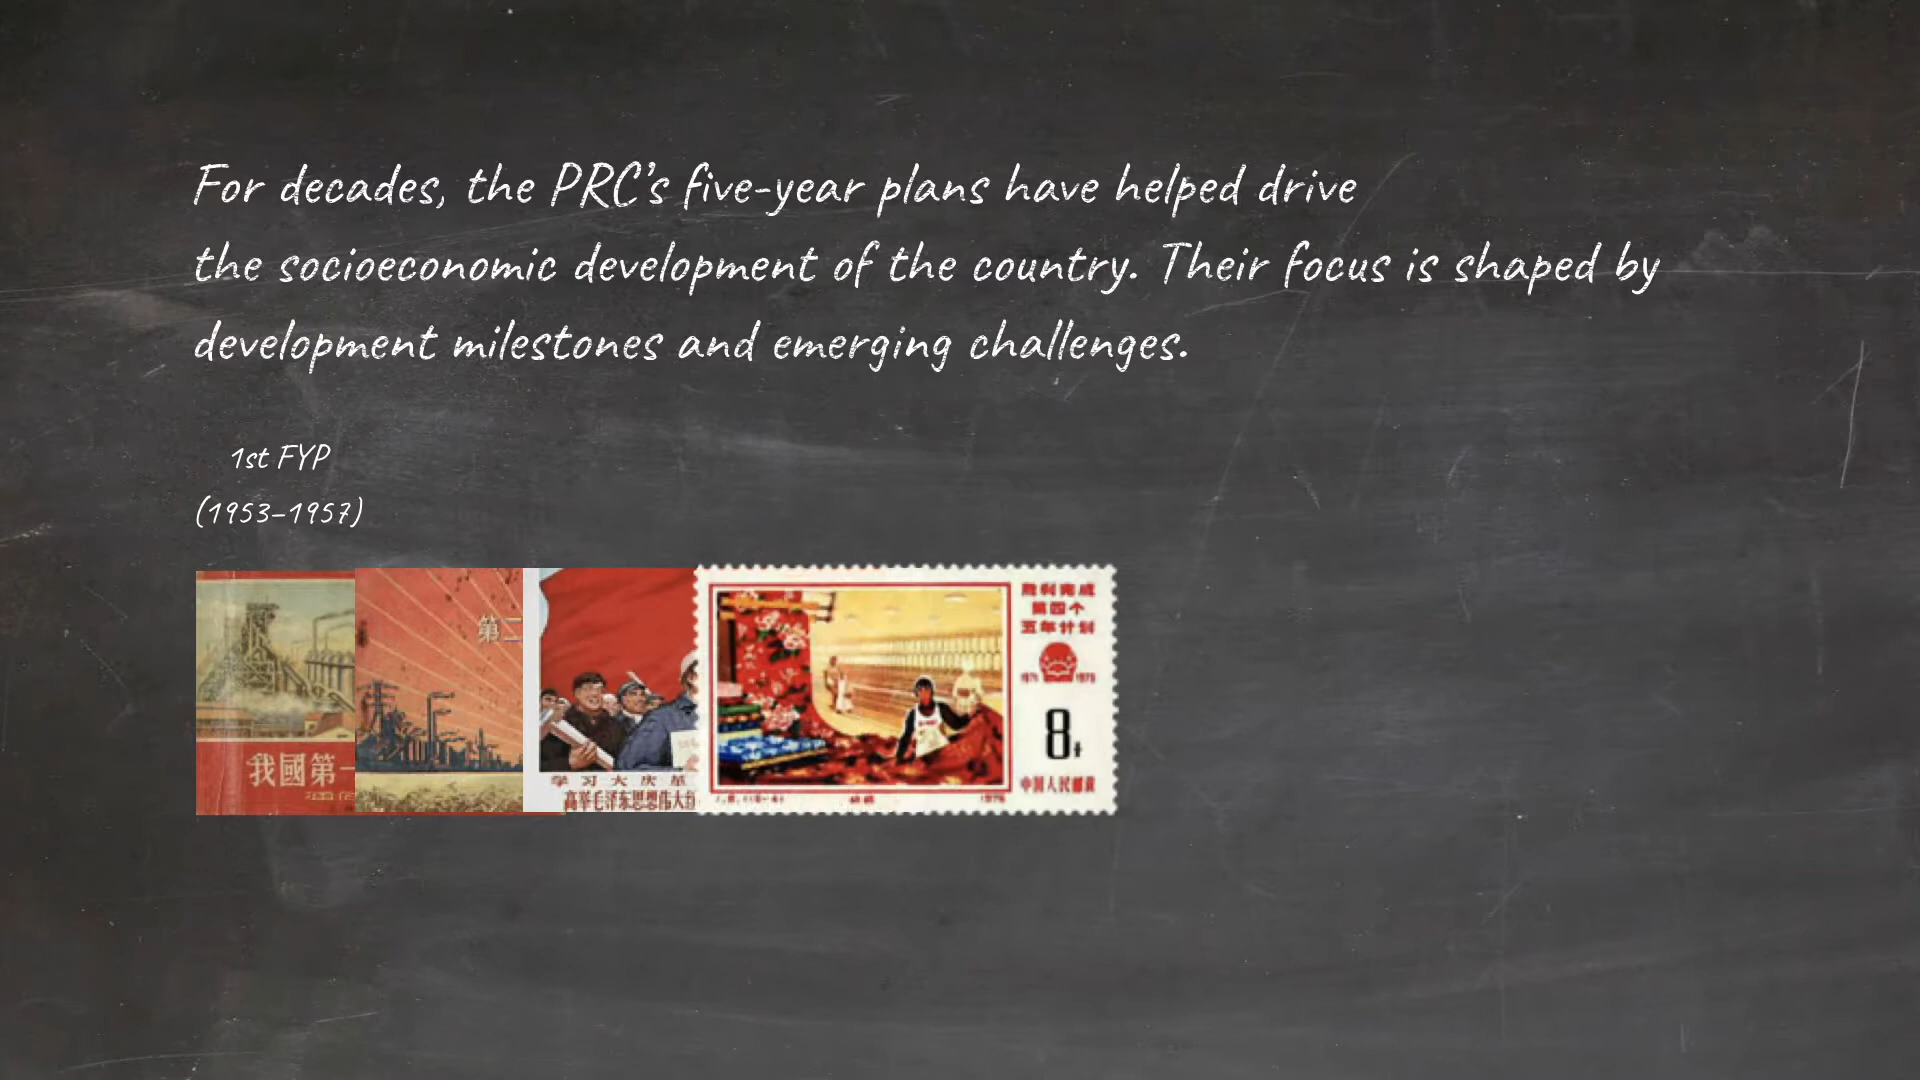 For decades, the PRC’s five-year plans have helped drive
the socioeconomic development of the country. Their focus is shaped by
development milestones and emerging challenges.
1st FYP
(1953–1957)
我國第一
第二
学习大庆革
高举毛泽东思想伟大红
胜利完成
第四个
五年计划
8
中国人民邮政